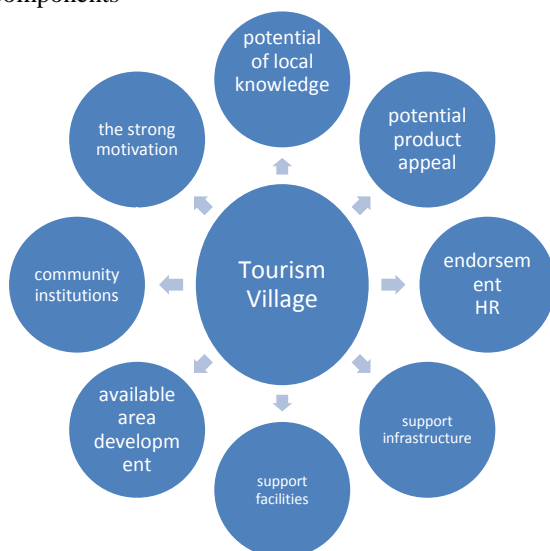 components
potential
of local
knowledge
potential
product
appeal
endorsem
ent
HR
support
infrastructure
support
facilities
available
area
developm
ent
community
institutions
the strong
motivation
Tourism
Village